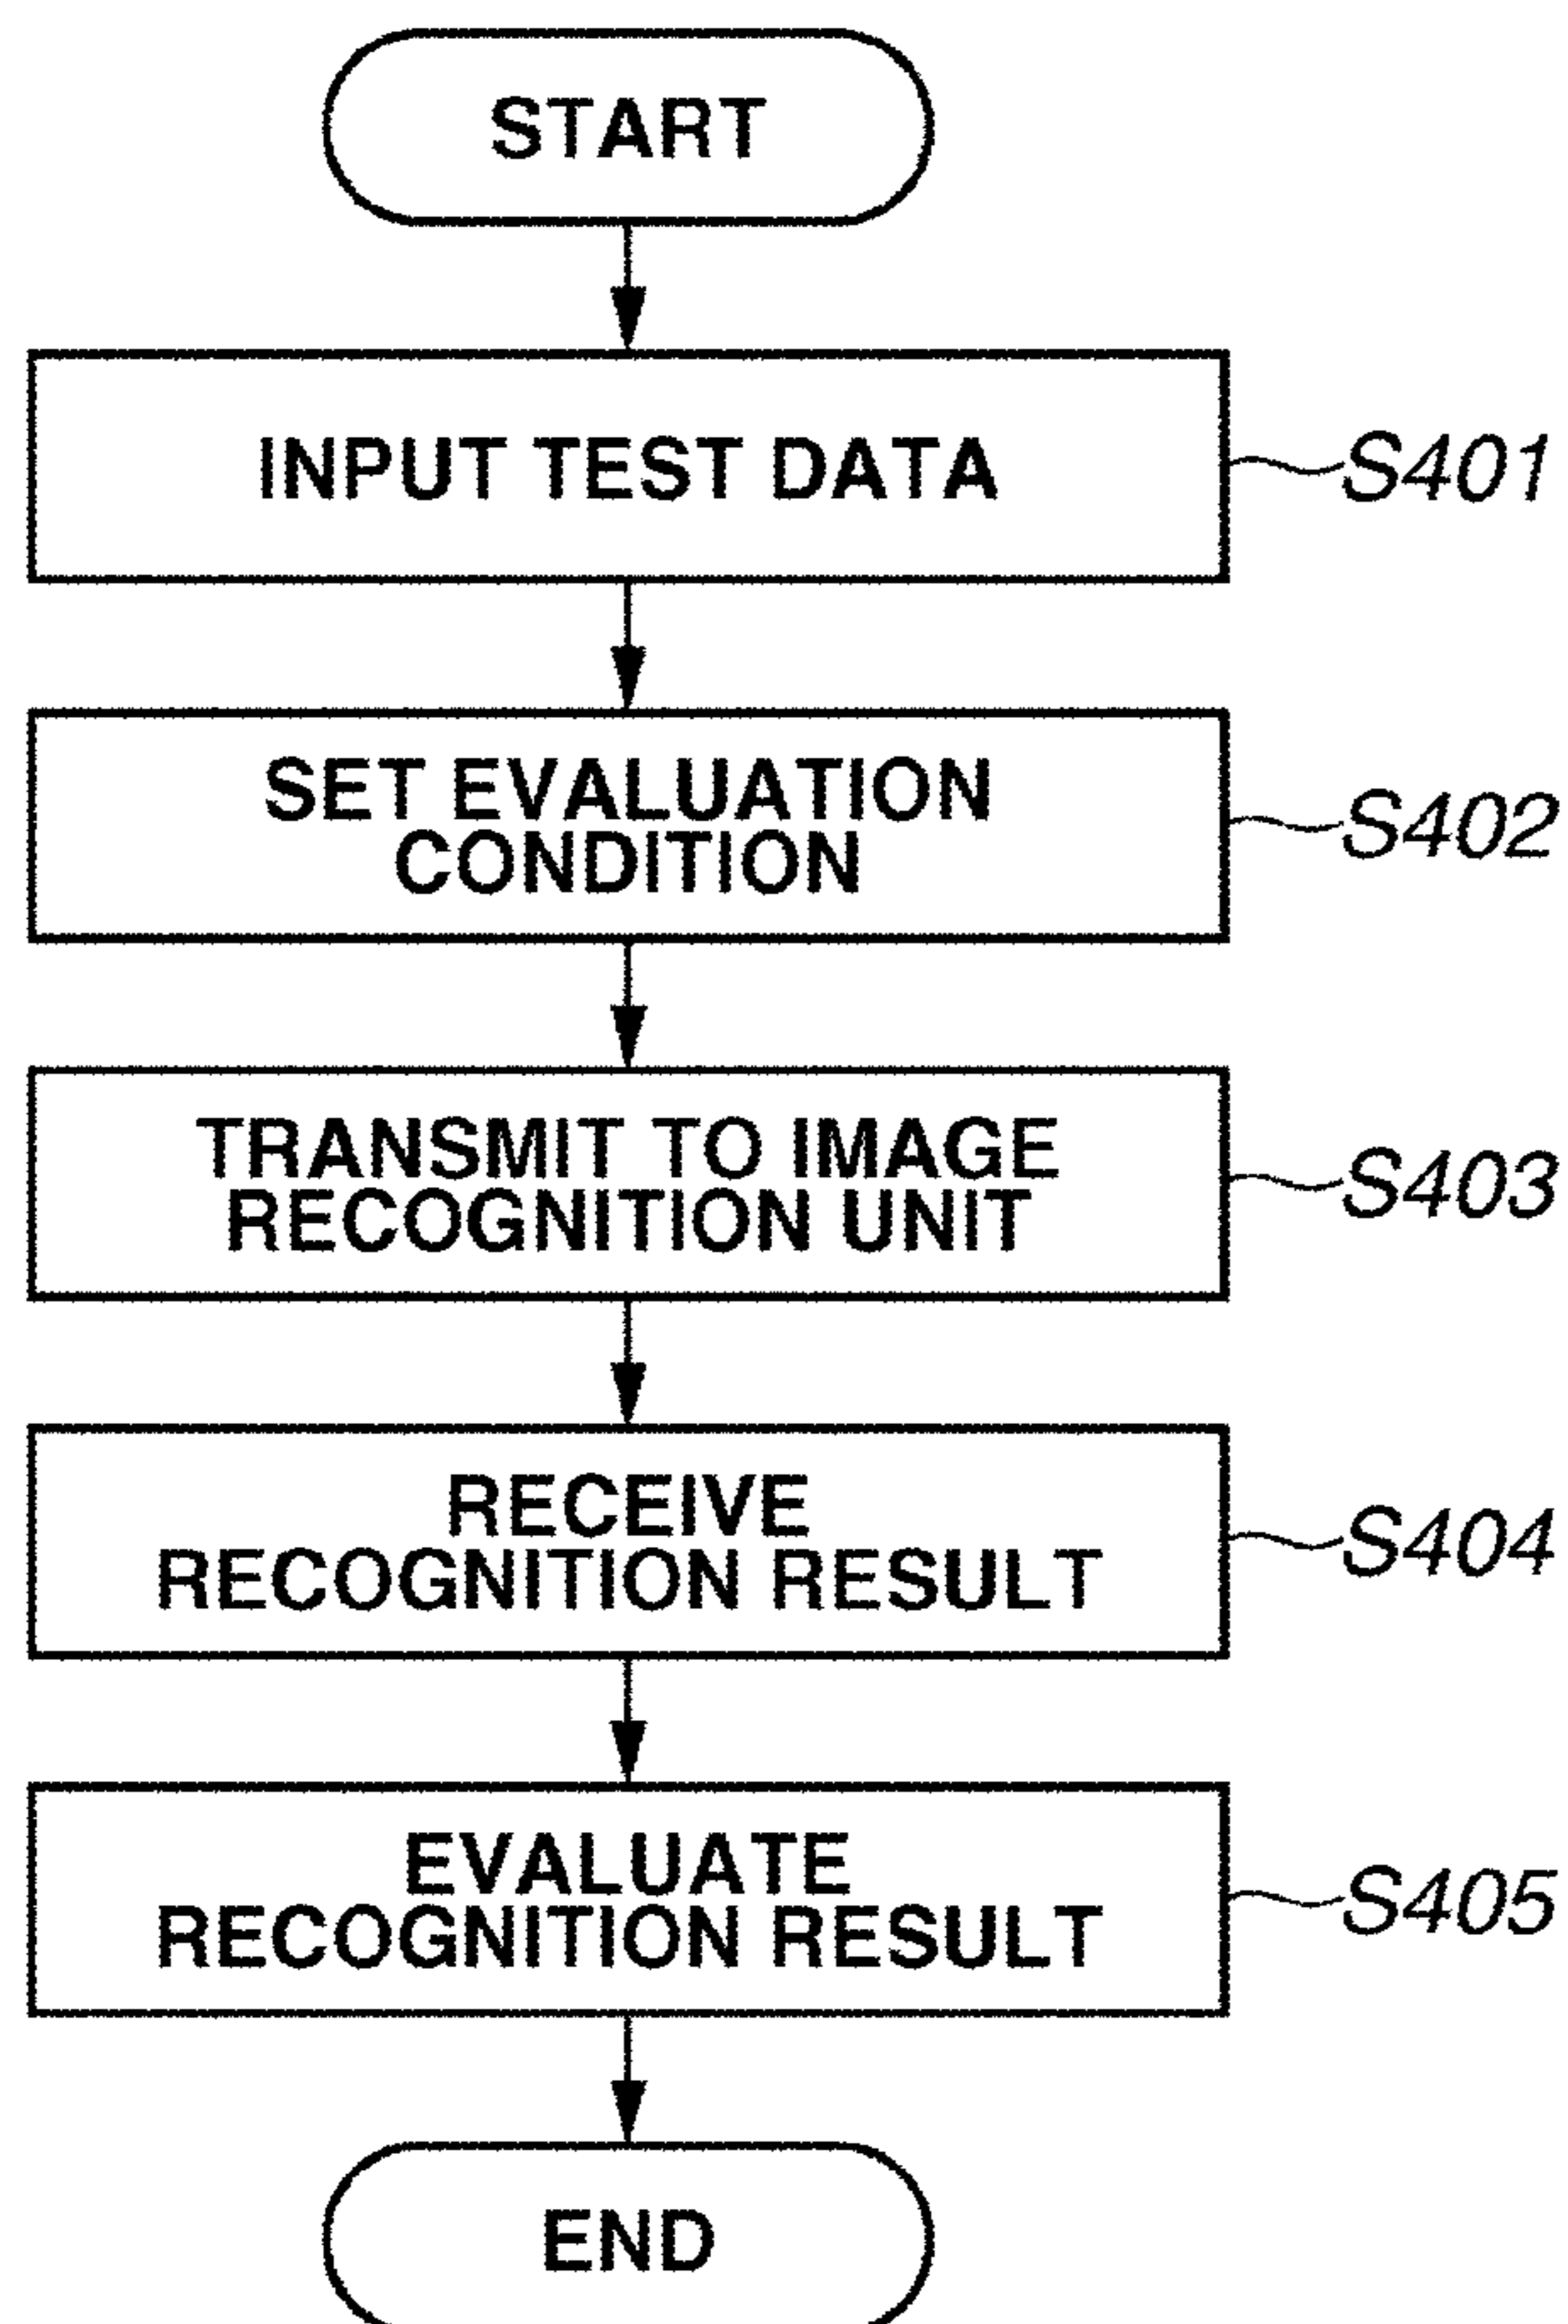 START
INPUT TEST DATA
S401
SET EVALUATION
CONDITION
S402
TRANSMIT TO IMAGE
RECOGNITION UNIT
S403
RECEIVE
RECOGNITION RESULT
S404
EVALUATE
RECOGNITION RESULT
S405
END